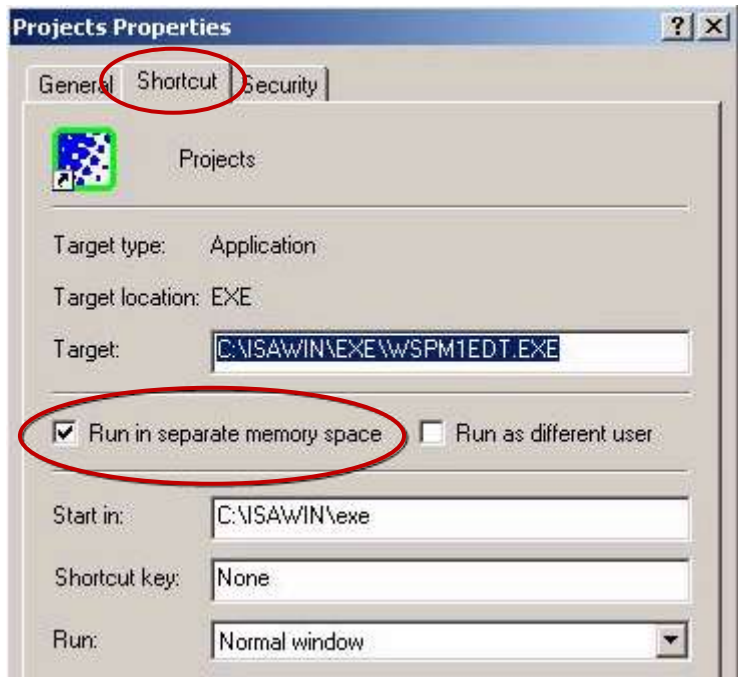 Projects Properties
General Shortcut Security
Projects
Target type: Application
Target location: EXE
Target: C:\ISAWIN\EXE\WSPM1EDT.EXE
Run in separate memory space Run as different user
Start in: C:\ISAWIN\exe
Shortcut key: None
Run: Normal window